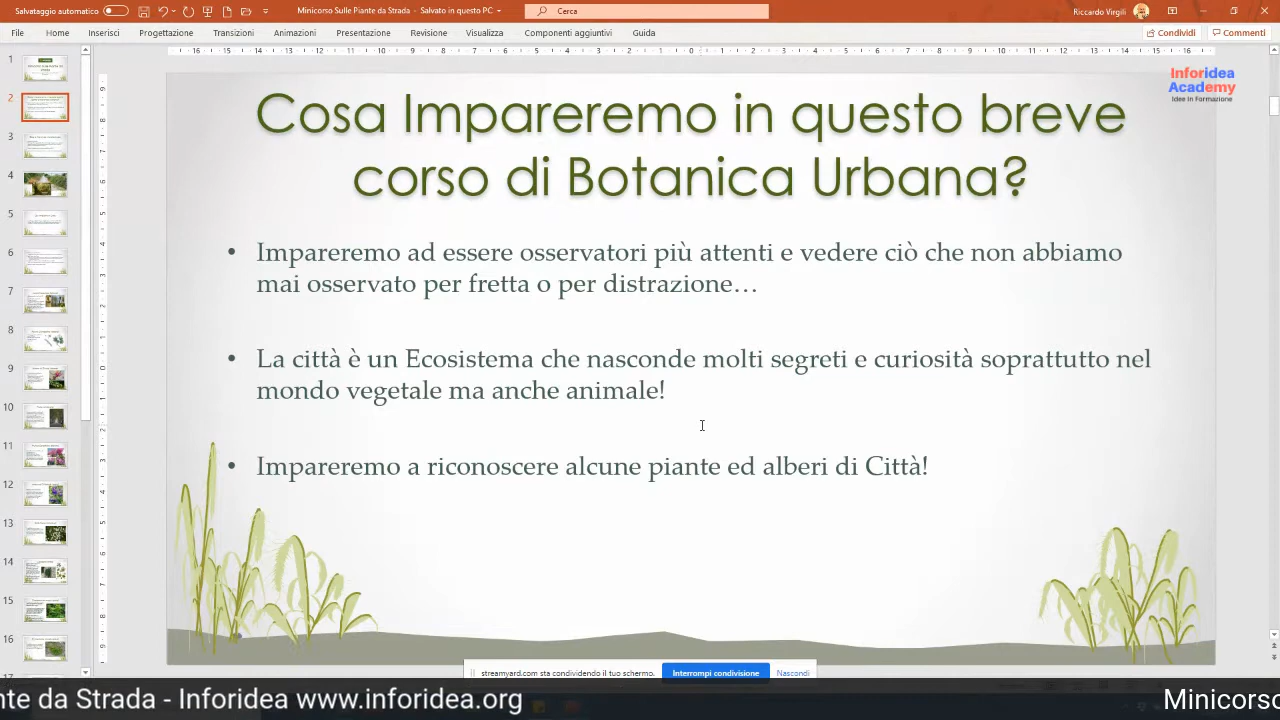 Salvataggio automatico
Minicorso Sulle Piante da Strada - Salvato in questo PC
Cerca
Riccardo Virgili
File Home Inserisci Progettazione Transizioni Animazioni Presentazione Revisione Visualizza Componenti aggiuntivi Guida Condividi Commenti
Inforidea
Academy
Idee In Formazione
Cosa Impareremo in questo breve
corso di Botanica Urbana?
• Impareremo ad essere osservatori più attenti e vedere ciò che non abbiamo
mai osservato per fretta o per distrazione…
• La città è un Ecosistema che nasconde molti segreti e curiosità soprattutto nel
mondo vegetale ma anche animale!
• Impareremo a riconoscere alcune piante ed alberi di Città!
streamyard.com sta condividendo il tuo schermo. Interrompi condivisione Nascondi
nte da Strada - Inforidea www.inforidea.org Minicorso